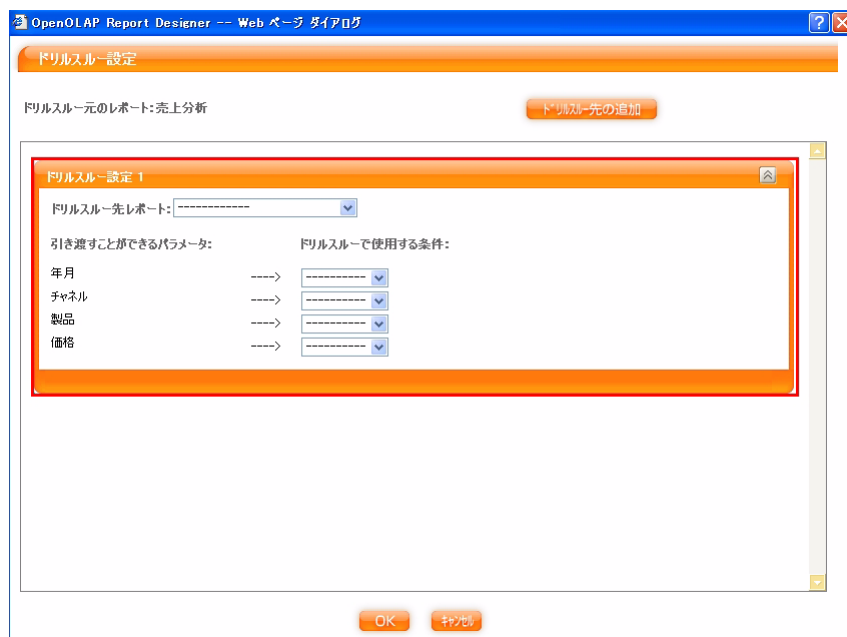 OpenOLAP Report Designer -- Web ページ ダイアログ
ドリルスルー設定
ドリルスルー元のレポート:売上分析
ドリルスルー先の追加
ドリルスルー設定 1
ドリルスルー先レポート: ------------
引き渡すことができるパラメータ: ドリルスルーで使用する条件:
年月 ----> ----------
チャネル ----> ----------
製品 ----> ----------
価格 ----> ----------
OK キャンセル